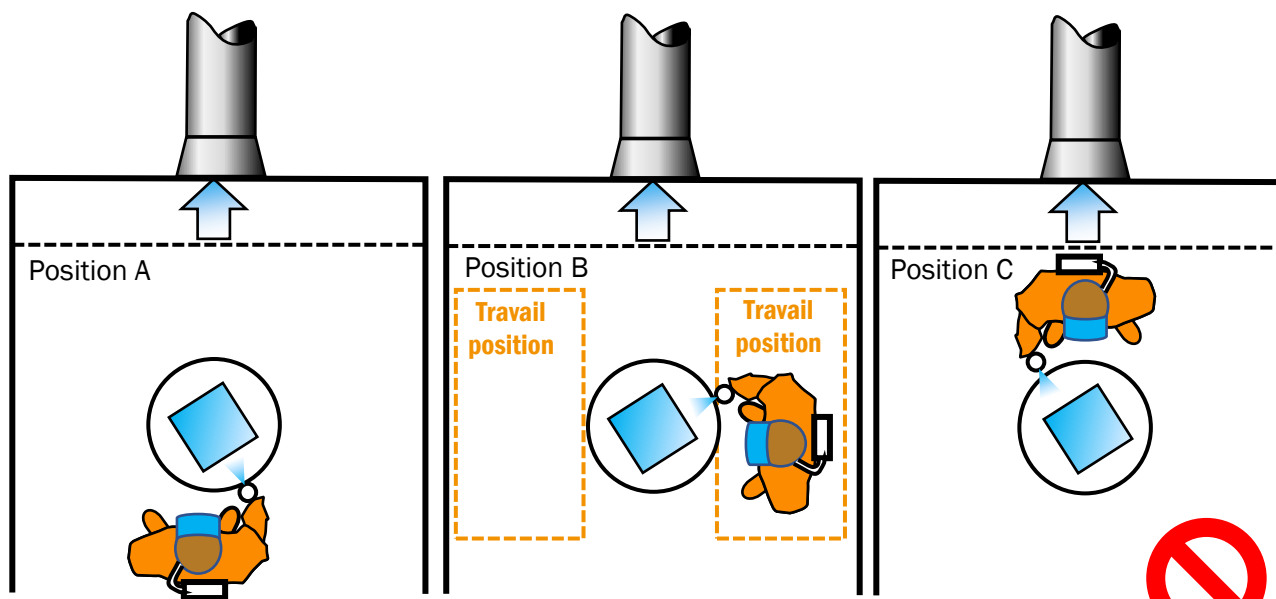 Position A
Position B
Travail
position
Travail
position
Position C